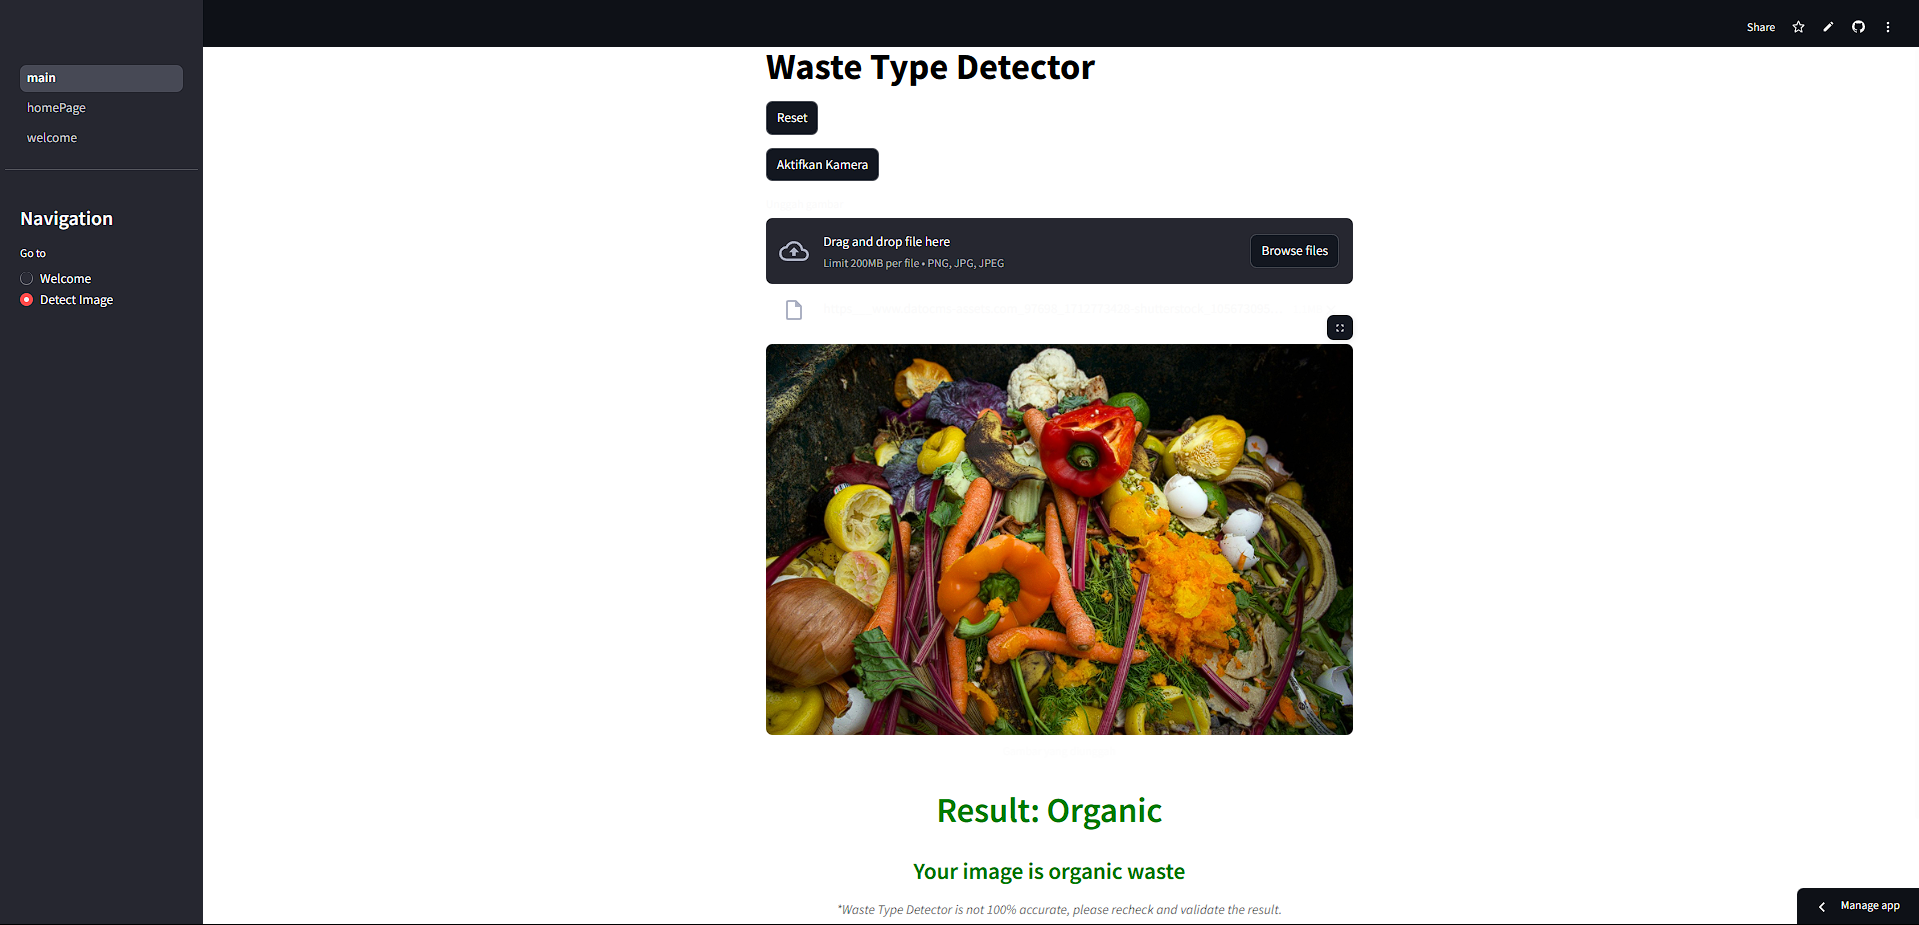 Share
main
homePage
welcome
Navigation
Go to
Welcome
Detect Image
Waste Type Detector
Reset
Aktifkan Kamera
Drag and drop file here
Limit 200MB per file • PNG, JPG, JPEG
Browse files
Result: Organic
Your image is organic waste
*Waste Type Detector is not 100% accurate, please recheck and validate the result.
Manage app